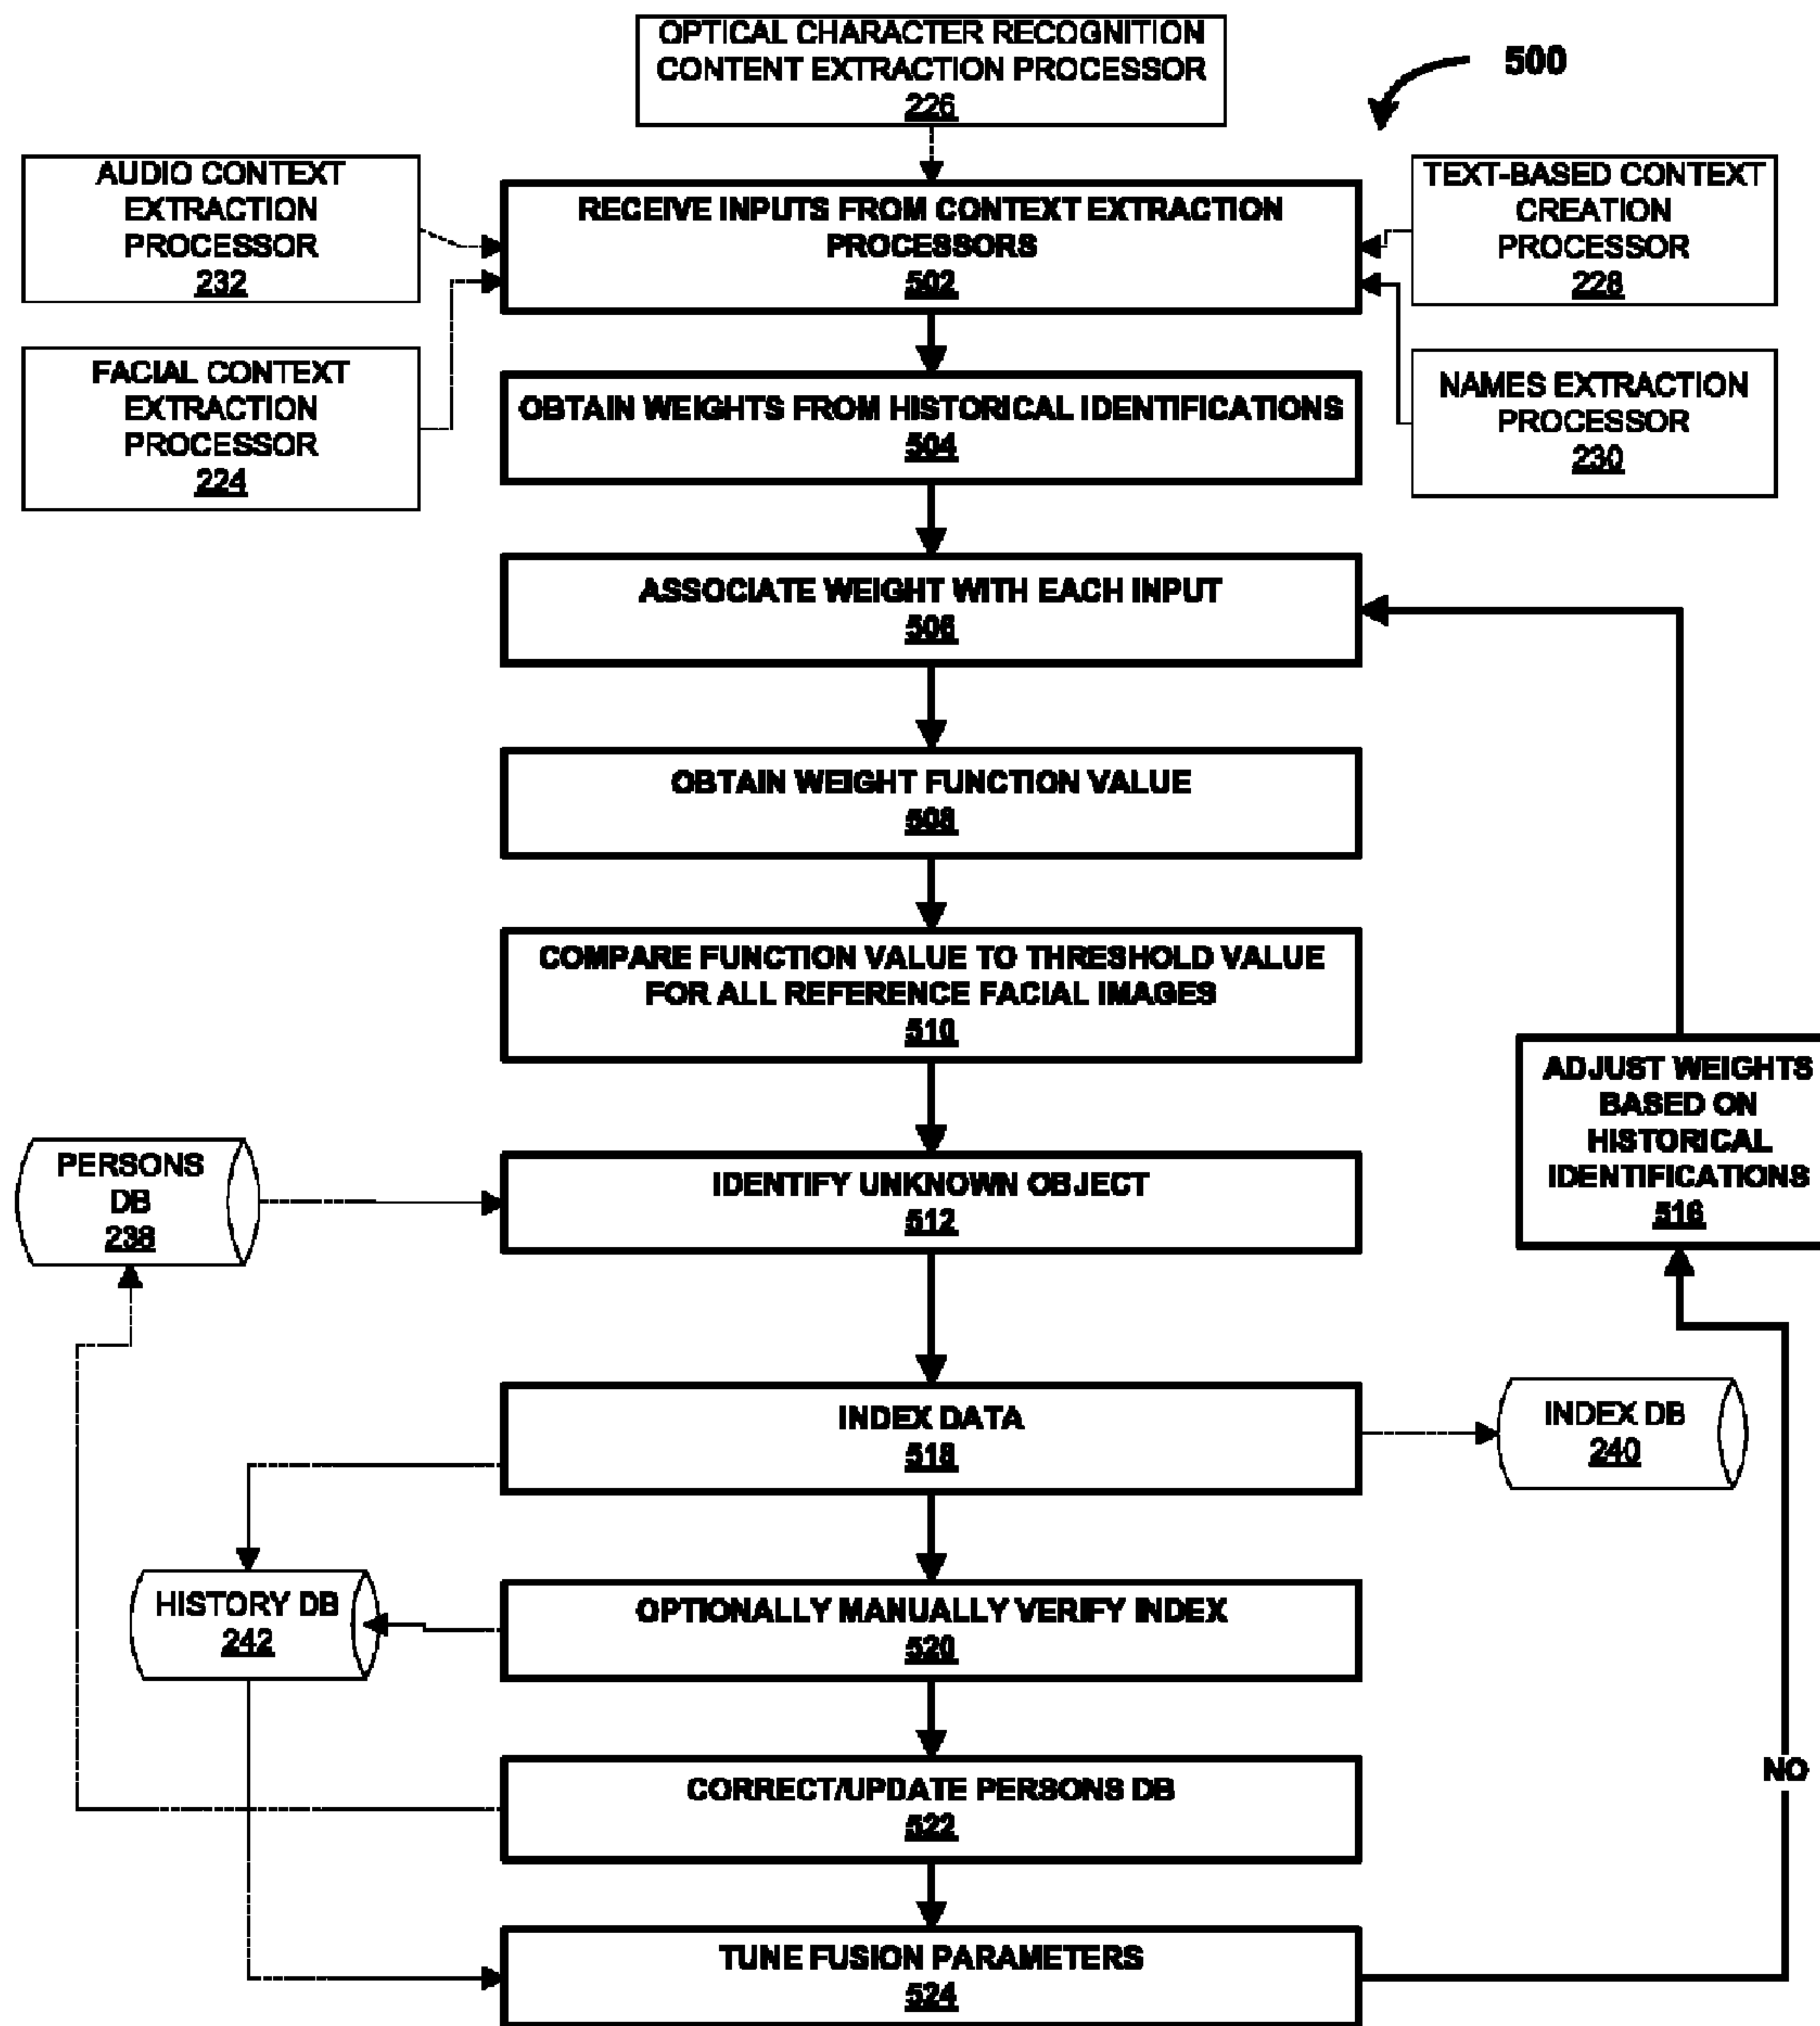 OPTICAL CHARACTER RECOGNITION
CONTENT EXTRACTION PROCESSOR
226
500
AUDIO CONTEXT
EXTRACTION
PROCESSOR
232
RECEIVE INPUTS FROM CONTEXT EXTRACTION
PROCESSORS
502
TEXT-BASED CONTEXT
CREATION
PROCESSOR
228
FACIAL CONTEXT
EXTRACTION
PROCESSOR
224
OBTAIN WEIGHTS FROM HISTORICAL IDENTIFICATIONS
504
NAMES EXTRACTION
PROCESSOR
230
ASSOCIATE WEIGHT WITH EACH INPUT
506
OBTAIN WEIGHT FUNCTION VALUE
508
COMPARE FUNCTION VALUE TO THRESHOLD VALUE
FOR ALL REFERENCE FACIAL IMAGES
510
ADJUST WEIGHTS
BASED ON
HISTORICAL
IDENTIFICATIONS
516
PERSONS
DB
238
IDENTIFY UNKNOWN OBJECT
512
INDEX DATA
518
INDEX DB
240
HISTORY DB
242
OPTIONALLY MANUALLY VERIFY INDEX
520
CORRECT/UPDATE PERSONS DB
522
NO
TUNE FUSION PARAMETERS
524